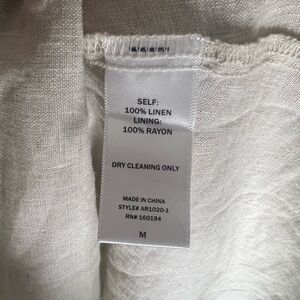 SELF:
100% LINEN
LINING:
100% RAYON
DRY CLEANING ONLY
MADE IN CHINA
STYLE# AR1020-1
RN# 160194
M